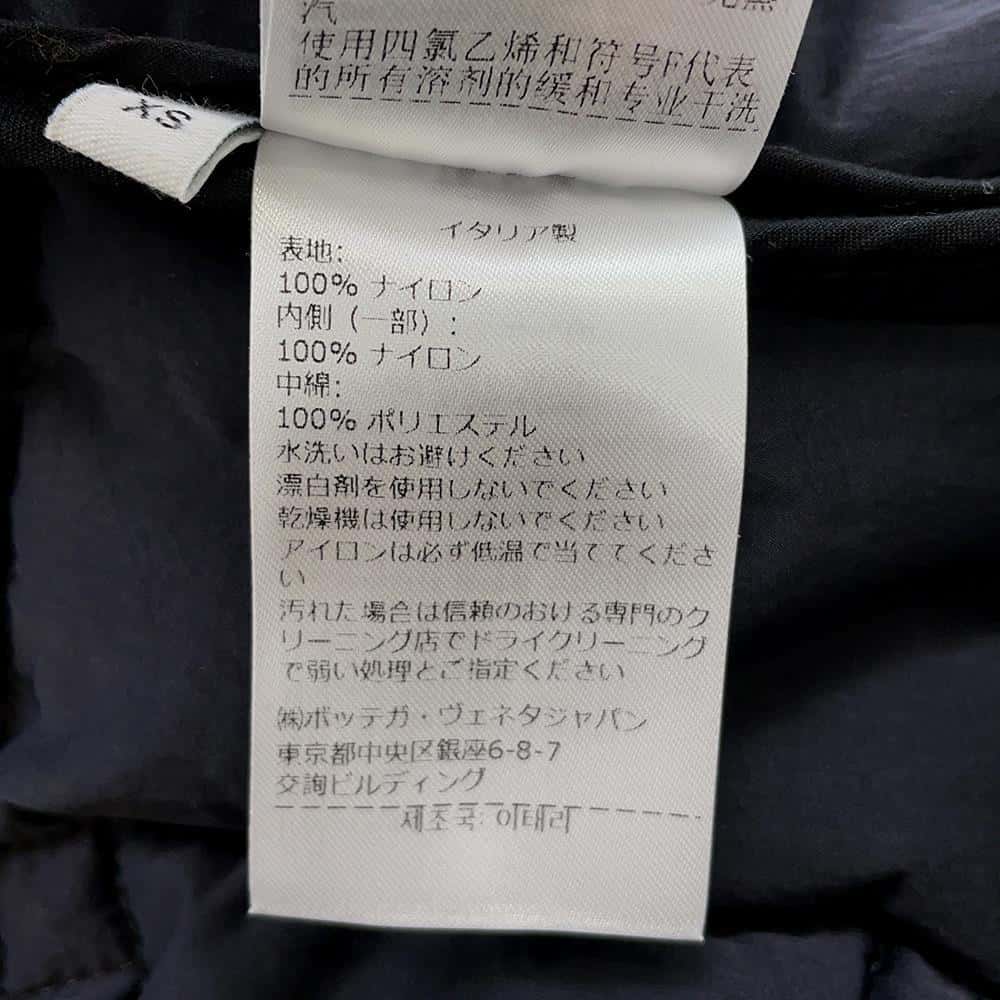 汽
使用四氯乙烯和符号F代表
的所有溶剂的缓和专业干洗
XS
イタリア製
表地:
100% ナイロン
内側 (一部) :
100% ナイロン
中綿:
100% ポリエステル
水洗いはお避けください
漂白剤を使用しないでください
乾燥機は使用しないでください
アイロンは必ず低温で当ててくださ
い
汚れた場合は信頼のおける専門のク
リーニング店でドライクリーニング
で弱い処理とご指定ください
㈱ボッテガ・ヴェネタジャパン
東京都中央区銀座6-8-7
交詢ビルディング
제조국: 이태리